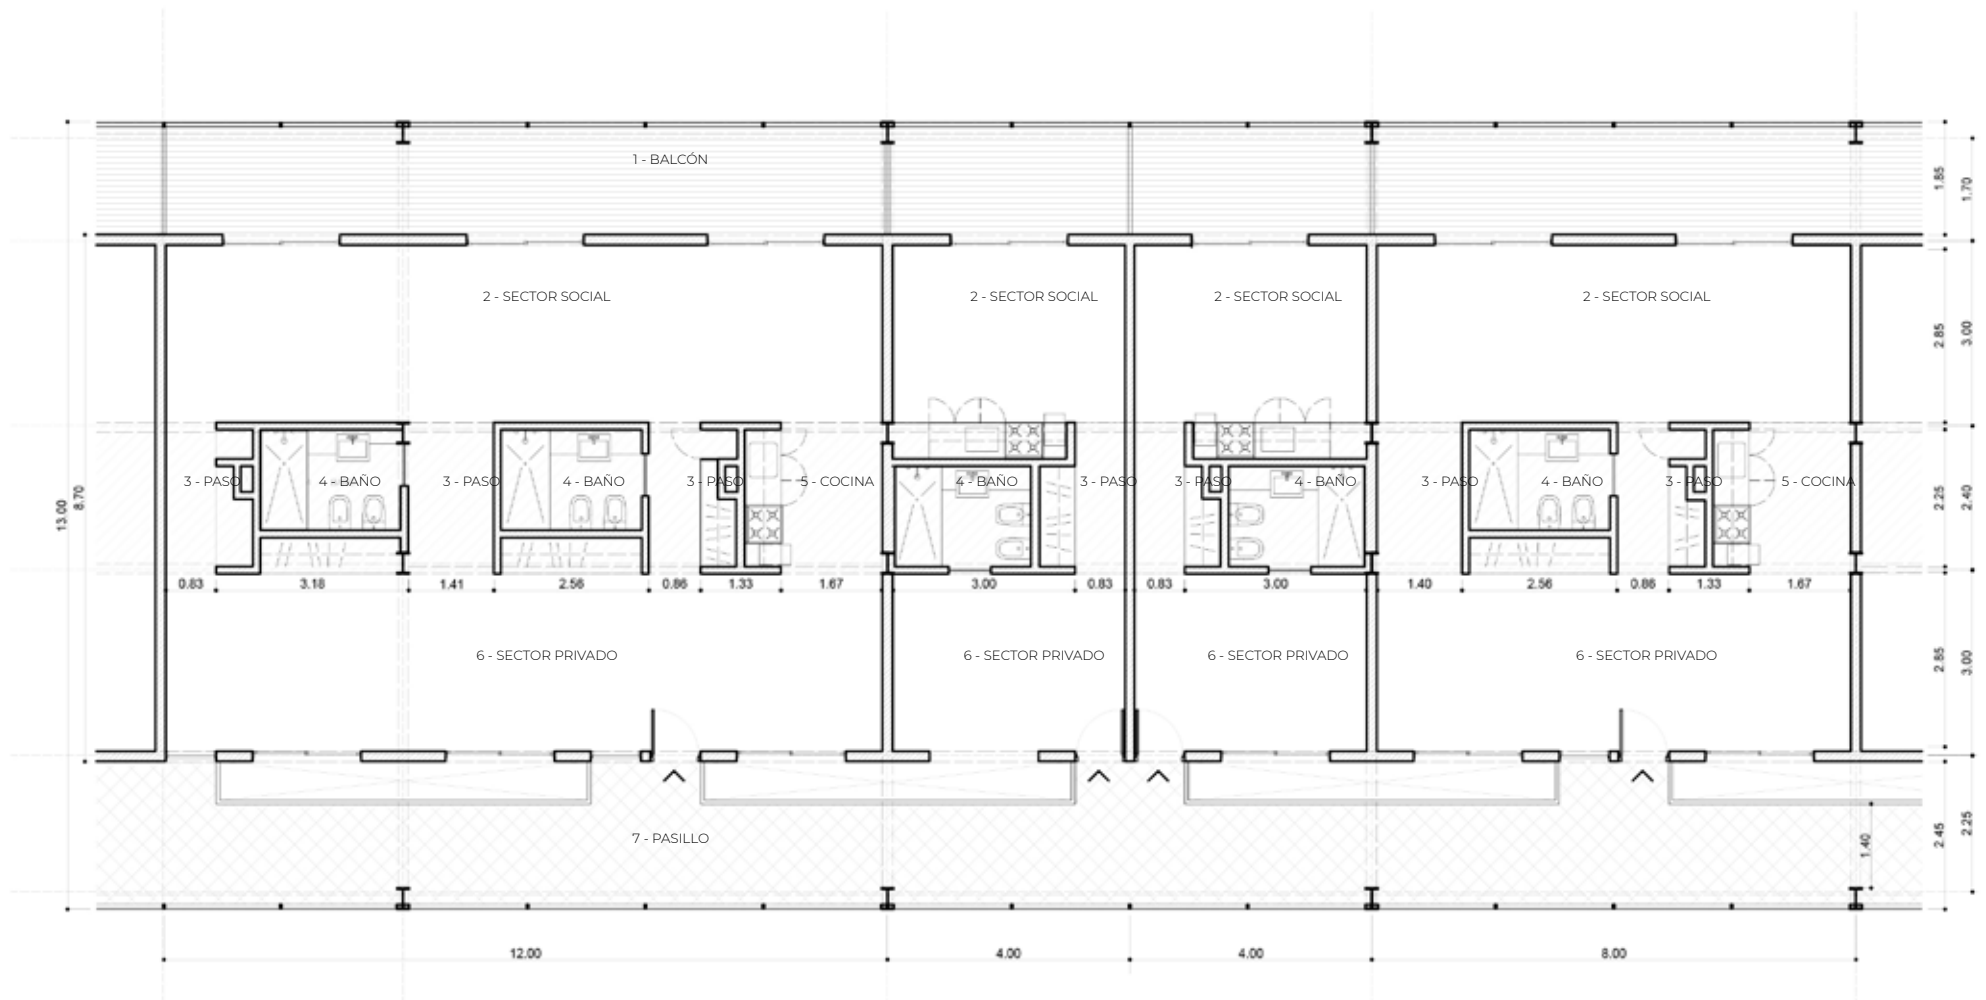 1 - BALCÓN
1.85
1.70
2 - SECTOR SOCIAL
2 - SECTOR SOCIAL
2 - SECTOR SOCIAL
2 - SECTOR SOCIAL
2.85
3.00
3 - PASO
4 - BAÑO
3 - PASO
4 - BAÑO
3 - PASO
5 - COCINA
4 - BAÑO
3 - PASO
3 - PASO
4 - BAÑO
3 - PASO
4 - BAÑO
3 - PASO
5 - COCINA
13.00
8.70
2.25
2.40
0.83
3.18
1.41
2.56
0.86
1.33
1.67
3.00
0.83
0.83
3.00
1.40
2.56
0.86
1.33
1.67
6 - SECTOR PRIVADO
6 - SECTOR PRIVADO
6 - SECTOR PRIVADO
6 - SECTOR PRIVADO
2.85
3.00
7 - PASILLO
1.40
2.45
2.25
12.00
4.00
4.00
8.00